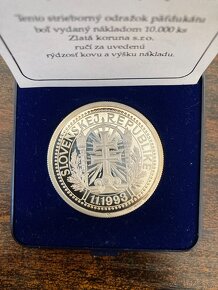 Tento strieborný odražok päťdukátu
bol vydaný nákladom 10.000 ks
Zlatá koruna s.r.o.
ručí za uvedenú
rýdzosť kovu a výšku nákladu.
SLOVENSKEJ REPUBLIKE
1.1.1993